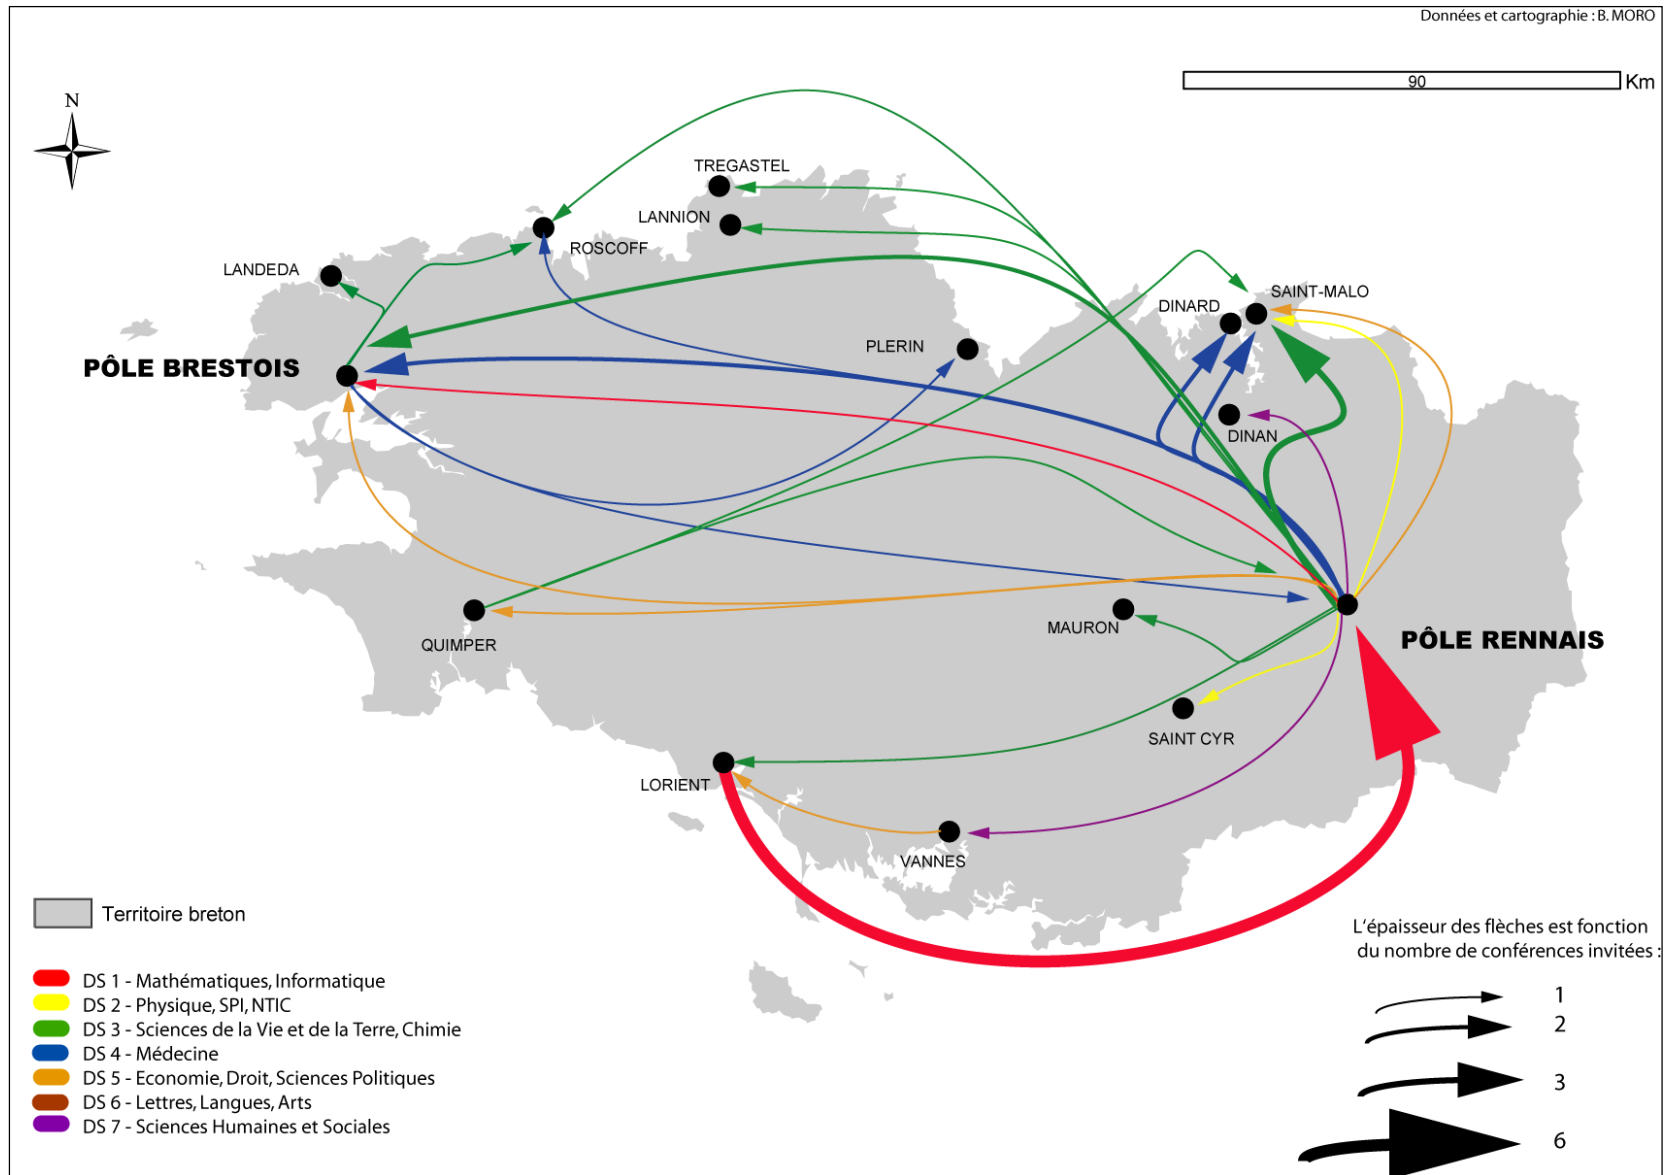 Données et cartographie : B. MORO
90
Km
N
TREGASTEL
LANNION
ROSCOFF
LANDEDA
SAINT-MALO
DINARD
PLERIN
PÔLE BRESTOIS
DINAN
MAURON
QUIMPER
PÔLE RENNAIS
SAINT CYR
LORIENT
VANNES
Territoire breton
DS 1 - Mathématiques, Informatique
DS 2 - Physique, SPI, NTIC
DS 3 - Sciences de la Vie et de la Terre, Chimie
DS 4 - Médecine
DS 5 - Economie, Droit, Sciences Politiques
DS 6 - Lettres, Langues, Arts
DS 7 - Sciences Humaines et Sociales
L'épaisseur des flèches est fonction
du nombre de conférences invitées :
1
2
3
6